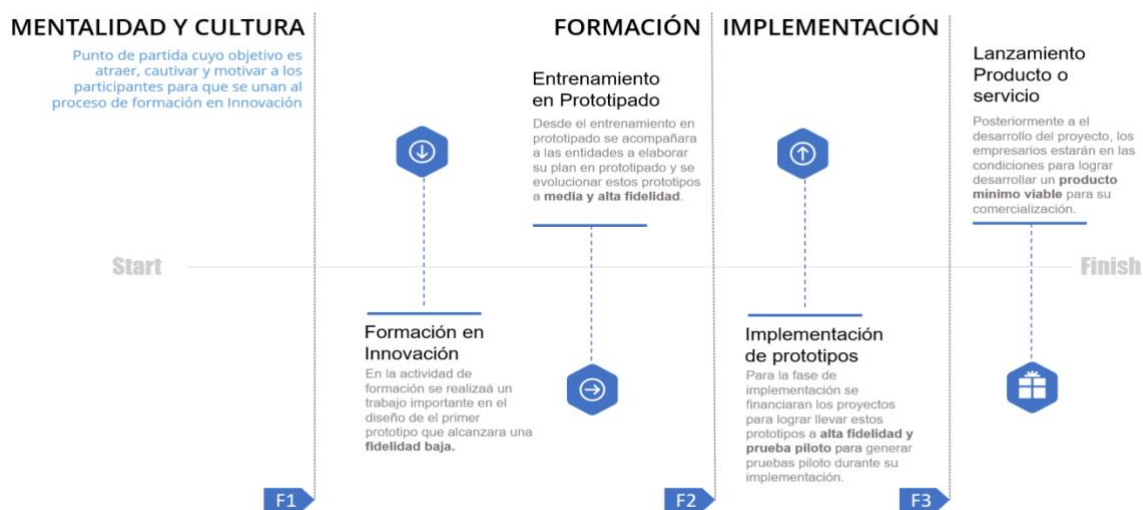 MENTALIDAD Y CULTURA
Punto de partida cuyo objetivo es
atraer, cautivar y motivar a los
participantes para que se unan al
proceso de formación en Innovación
FORMACIÓN
Entrenamiento
en Prototipado
Desde el entrenamiento en
prototipado se acompañara
a las entidades a elaborar
su plan en prototipado y se
evolucionar estos prototipos
a media y alta fidelidad.
IMPLEMENTACIÓN
Lanzamiento
Producto o
servicio
Posteriormente a el
desarrollo del proyecto, los
empresarios estarán en las
condiciones para lograr
desarrollar un producto
mínimo viable para su
comercialización.
Start
Finish
Formación en
Innovación
En la actividad de
formación se realizaá un
trabajo importante en el
diseño de el primer
prototipo que alcanzara una
fidelidad baja.
Implementación
de prototipos
Para la fase de
implementación se
financiaran los proyectos
para lograr llevar estos
prototipos a alta fidelidad y
prueba piloto para generar
pruebas piloto durante su
implementación.
F1
F2
F3